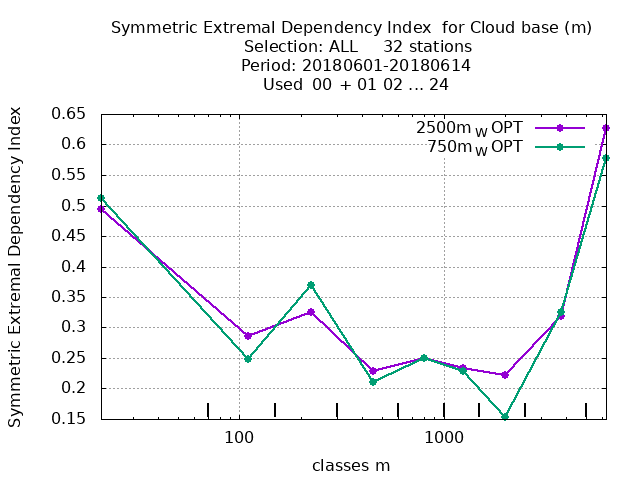 Symmetric Extremal Dependency Index  for Cloud base (m)
Selection: ALL     32 stations
Period: 20180601-20180614
Used  00 + 01 02 ... 24
Symmetric Extremal Dependency Index
0.65
0.6
0.55
0.5
0.45
0.4
0.35
0.3
0.25
0.2
0.15
2500m W OPT
750m W OPT
100 1000
classes m